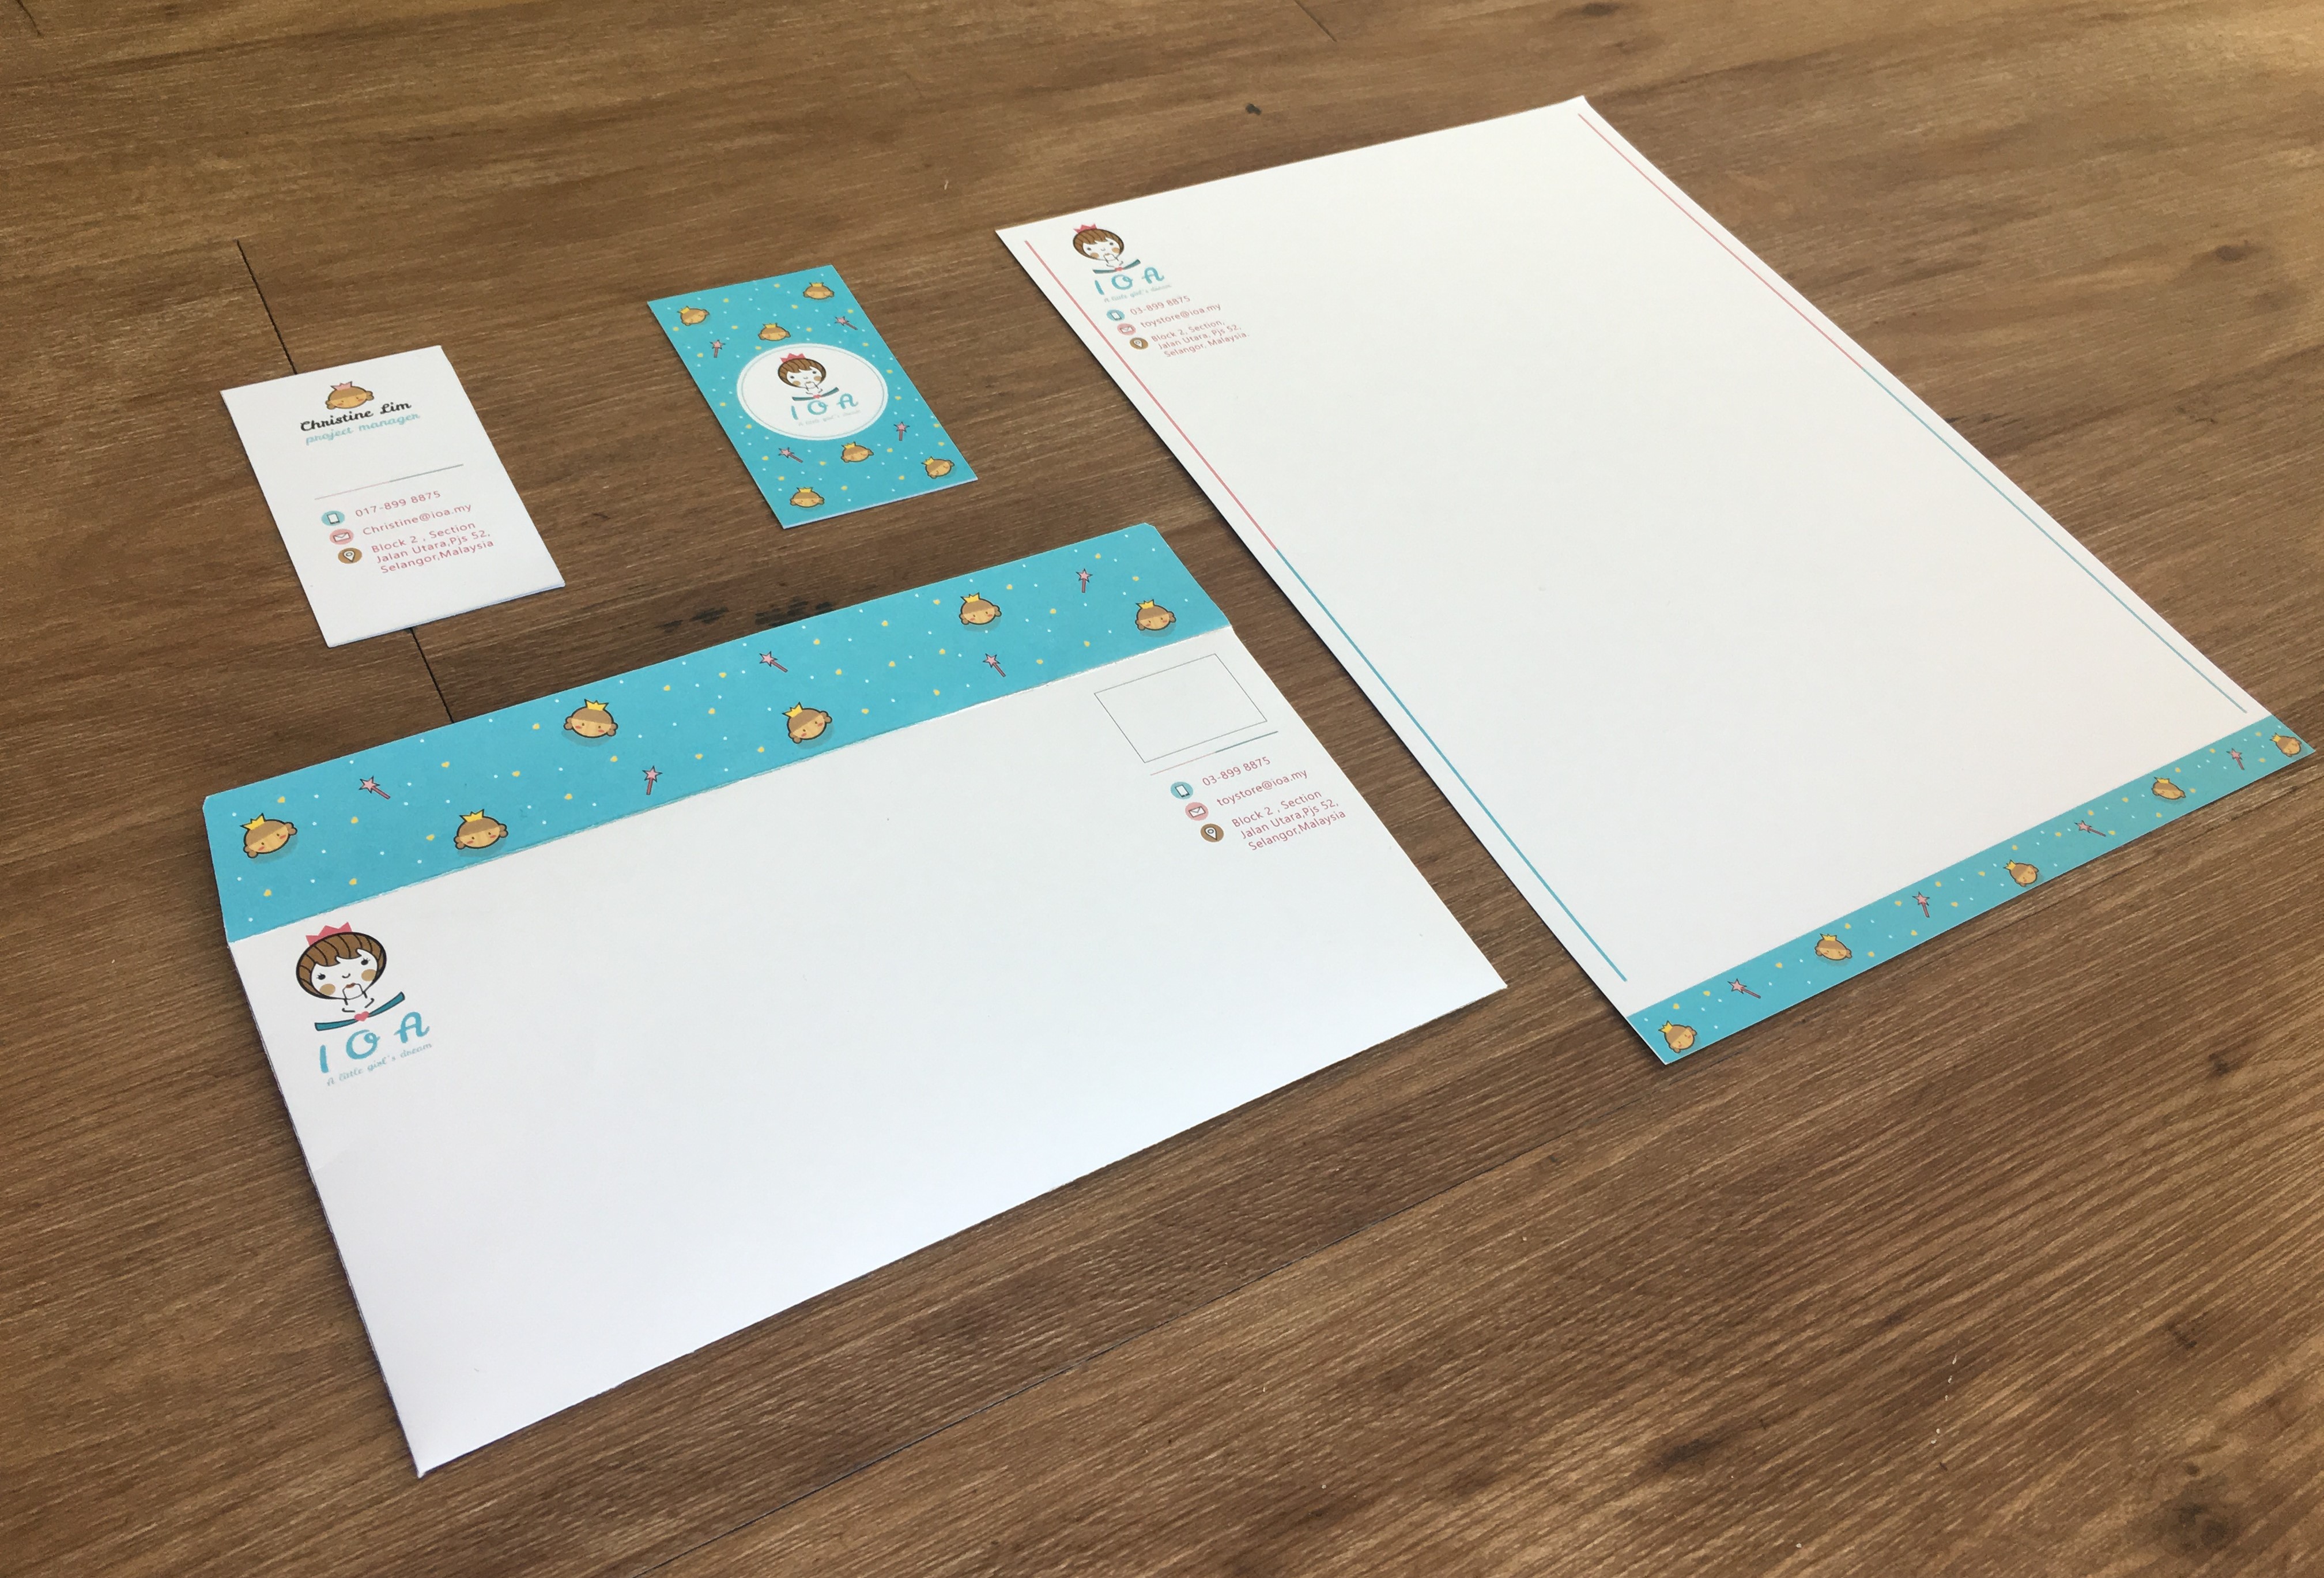 Christine Lim
project manager
017-899 8875
Christine@ioa.my
Block 2 , Section
Jalan Utara,Pjs 52,
Selangor,Malaysia
IOA
A little girl's dream
IOA
A little girl's dream
03-899 8875
toystore@ioa.my
Block 2, Section,
Jalan Utara, Pjs 52,
Selangor, Malaysia.
03-899 8875
toystore@ioa.my
Block 2 , Section
Jalan Utara,Pjs 52,
Selangor,Malaysia
IOA
A little girl's dream